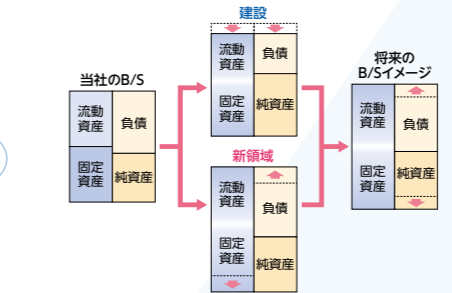 当社のB/S
流動
資産
負債
固定
資産
純資産
建設
流動
資産
負債
固定
資産
純資産
新領域
流動
資産
負債
固定
資産
純資産
将来の
B/Sイメージ
流動
資産
負債
固定
資産
純資産